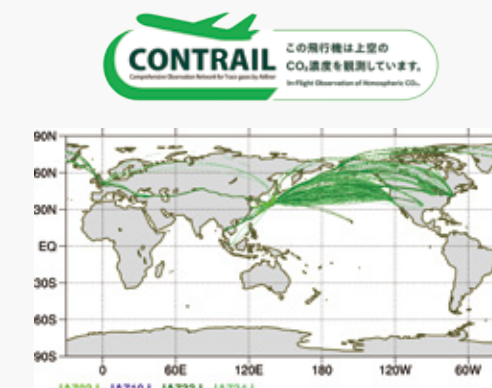 CONTRAIL
Comprehensive Observation Network for Trace gases by Airliner
この飛行機は上空の
CO₂濃度を観測しています。
In-Flight Observation of Atmospheric CO₂.
90N
60N
30N
EQ
30S
60S
90S
0 60E 120E 180 120W 60W